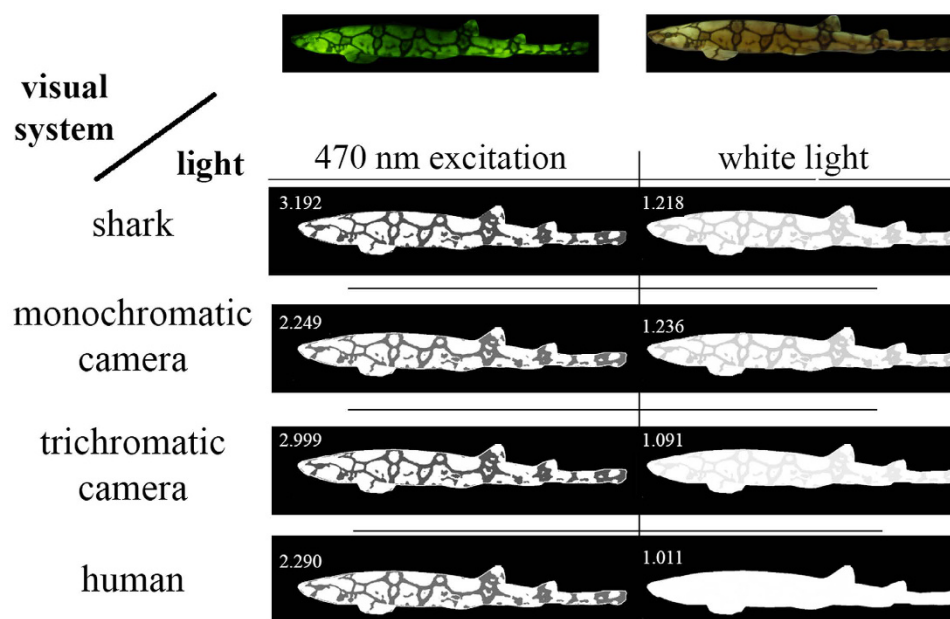 visual
system
light
470 nm excitation
white light
shark
3.192
1.218
monochromatic
camera
2.249
1.236
trichromatic
camera
2.999
1.091
human
2.290
1.011